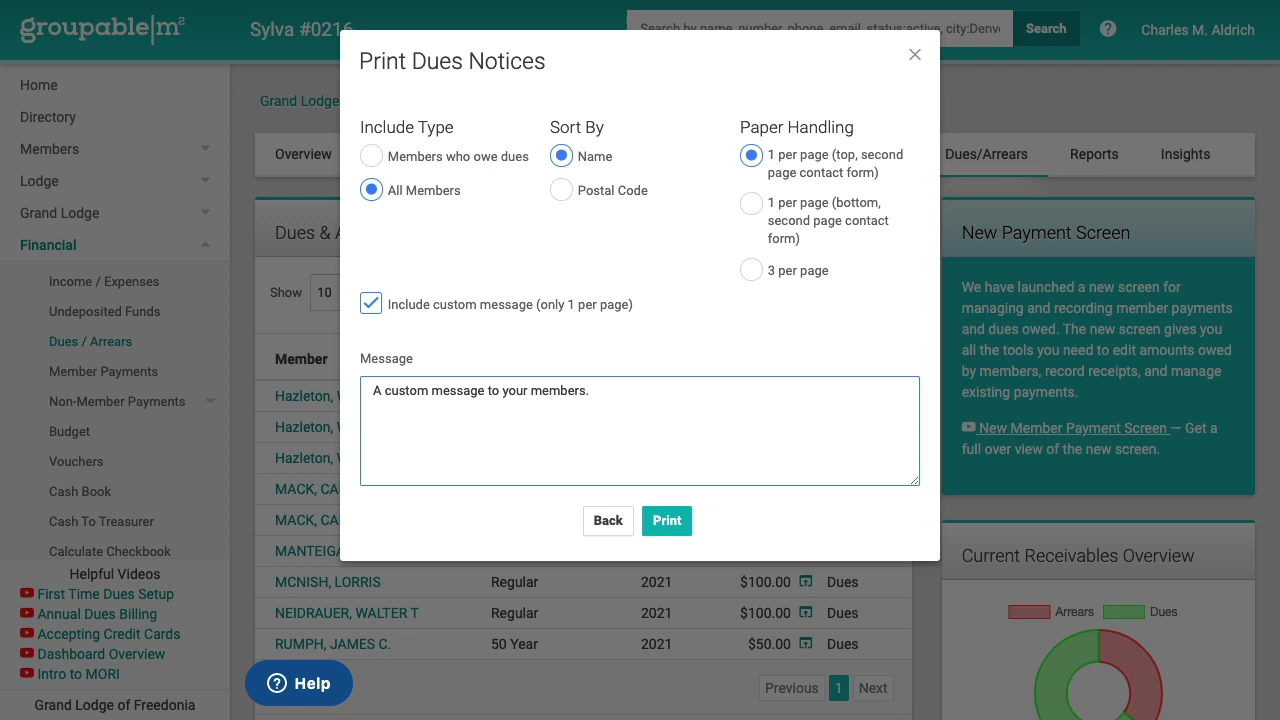 groupable|m²
Sylva #0216
Search by name, number, phone, email, status:active, city:Denv
Search
Charles M. Aldrich
Home
Directory
Members
Lodge
Grand Lodge
Financial
Income / Expenses
Undeposited Funds
Dues / Arrears
Member Payments
Non-Member Payments
Budget
Vouchers
Cash Book
Cash To Treasurer
Calculate Checkbook
Helpful Videos
First Time Dues Setup
Annual Dues Billing
Accepting Credit Cards
Dashboard Overview
Intro to MORI
Grand Lodge of Freedonia
Grand Lodge
Overview
Dues/Arrears
Reports
Insights
Dues & A
Show 10
Member
Hazleton, W
Hazleton, W
Hazleton, W
MACK, CA
MACK, CA
MANTEIGA
MCNISH, LORRIS Regular 2021 $100.00 Dues
NEIDRAUER, WALTER T Regular 2021 $100.00 Dues
RUMPH, JAMES C. 50 Year 2021 $50.00 Dues
Previous 1 Next
Help
Print Dues Notices
Include Type
Members who owe dues
All Members
Sort By
Name
Postal Code
Paper Handling
1 per page (top, second
page contact form)
1 per page (bottom,
second page contact
form)
3 per page
Include custom message (only 1 per page)
Message
A custom message to your members.
Back
Print
New Payment Screen
We have launched a new screen for
managing and recording member payments
and dues owed. The new screen gives you
all the tools you need to edit amounts owed
by members, record receipts, and manage
existing payments.
New Member Payment Screen — Get a
full over view of the new screen.
Current Receivables Overview
Arrears
Dues